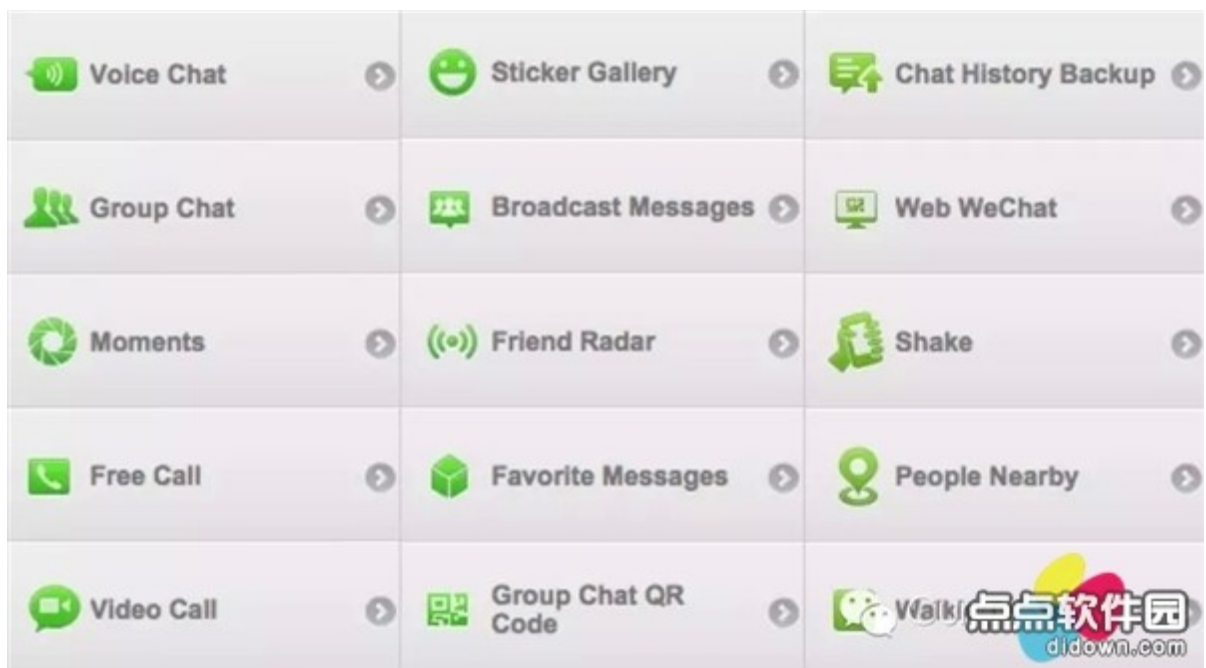 Voice Chat
Sticker Gallery
Chat History Backup
Group Chat
Broadcast Messages
Web WeChat
Moments
Friend Radar
Shake
Free Call
Favorite Messages
People Nearby
Video Call
Group Chat QR
Code
点点软件园
didown.com